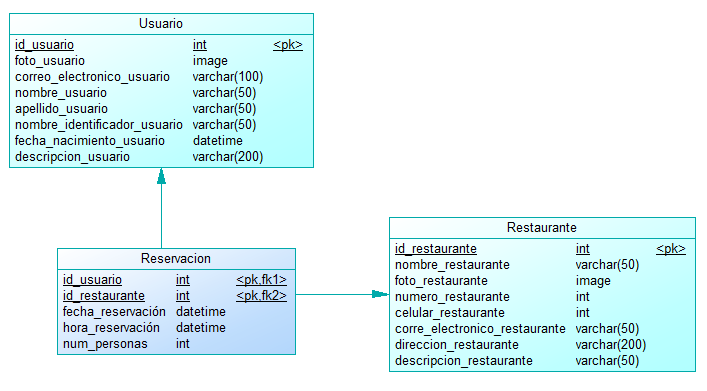 Usuario
id_usuario int <pk>
foto_usuario image
correo_electronico_usuario varchar(100)
nombre_usuario varchar(50)
apellido_usuario varchar(50)
nombre_identificador_usuario varchar(50)
fecha_nacimiento_usuario datetime
descripcion_usuario varchar(200)
Reservacion
id_usuario int <pk,fk1>
id_restaurante int <pk,fk2>
fecha_reservación datetime
hora_reservación datetime
num_personas int
Restaurante
id_restaurante int <pk>
nombre_restaurante varchar(50)
foto_restaurante image
numero_restaurante int
celular_restaurante int
corre_electronico_restaurante varchar(50)
direccion_restaurante varchar(200)
descripcion_restaurante varchar(50)